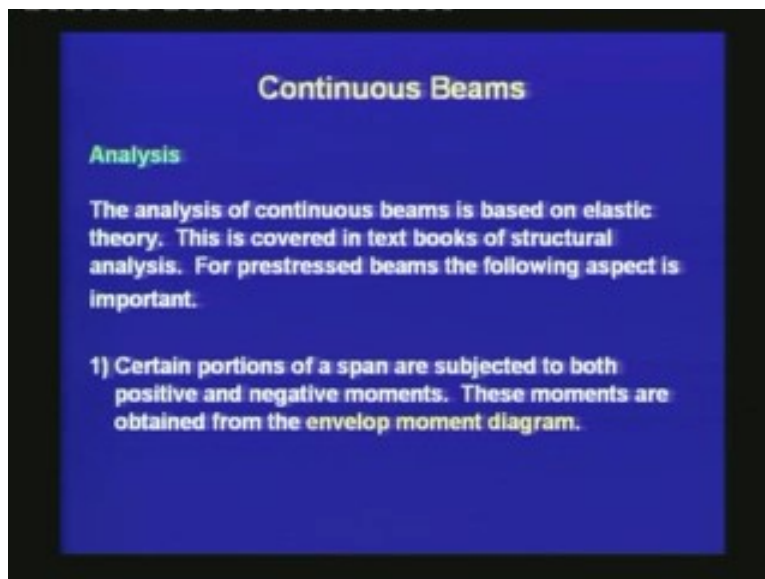 Continuous Beams
Analysis
The analysis of continuous beams is based on elastic
theory. This is covered in text books of structural
analysis. For prestressed beams the following aspect is
important.
1) Certain portions of a span are subjected to both
positive and negative moments. These moments are
obtained from the envelop moment diagram.